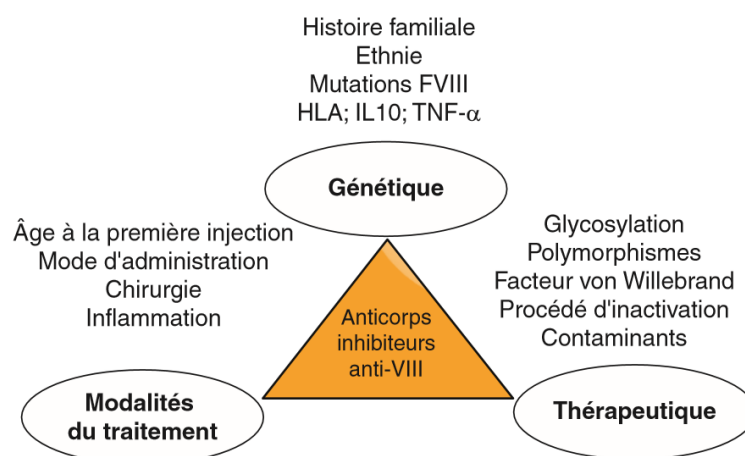 Histoire familiale
Ethnie
Mutations FVIII
HLA; IL10; TNF-α
Génétique
Âge à la première injection
Mode d'administration
Chirurgie
Inflammation
Glycosylation
Polymorphismes
Facteur von Willebrand
Procédé d'inactivation
Contaminants
Anticorps
inhibiteurs
anti-VIII
Modalités
du traitement
Thérapeutique